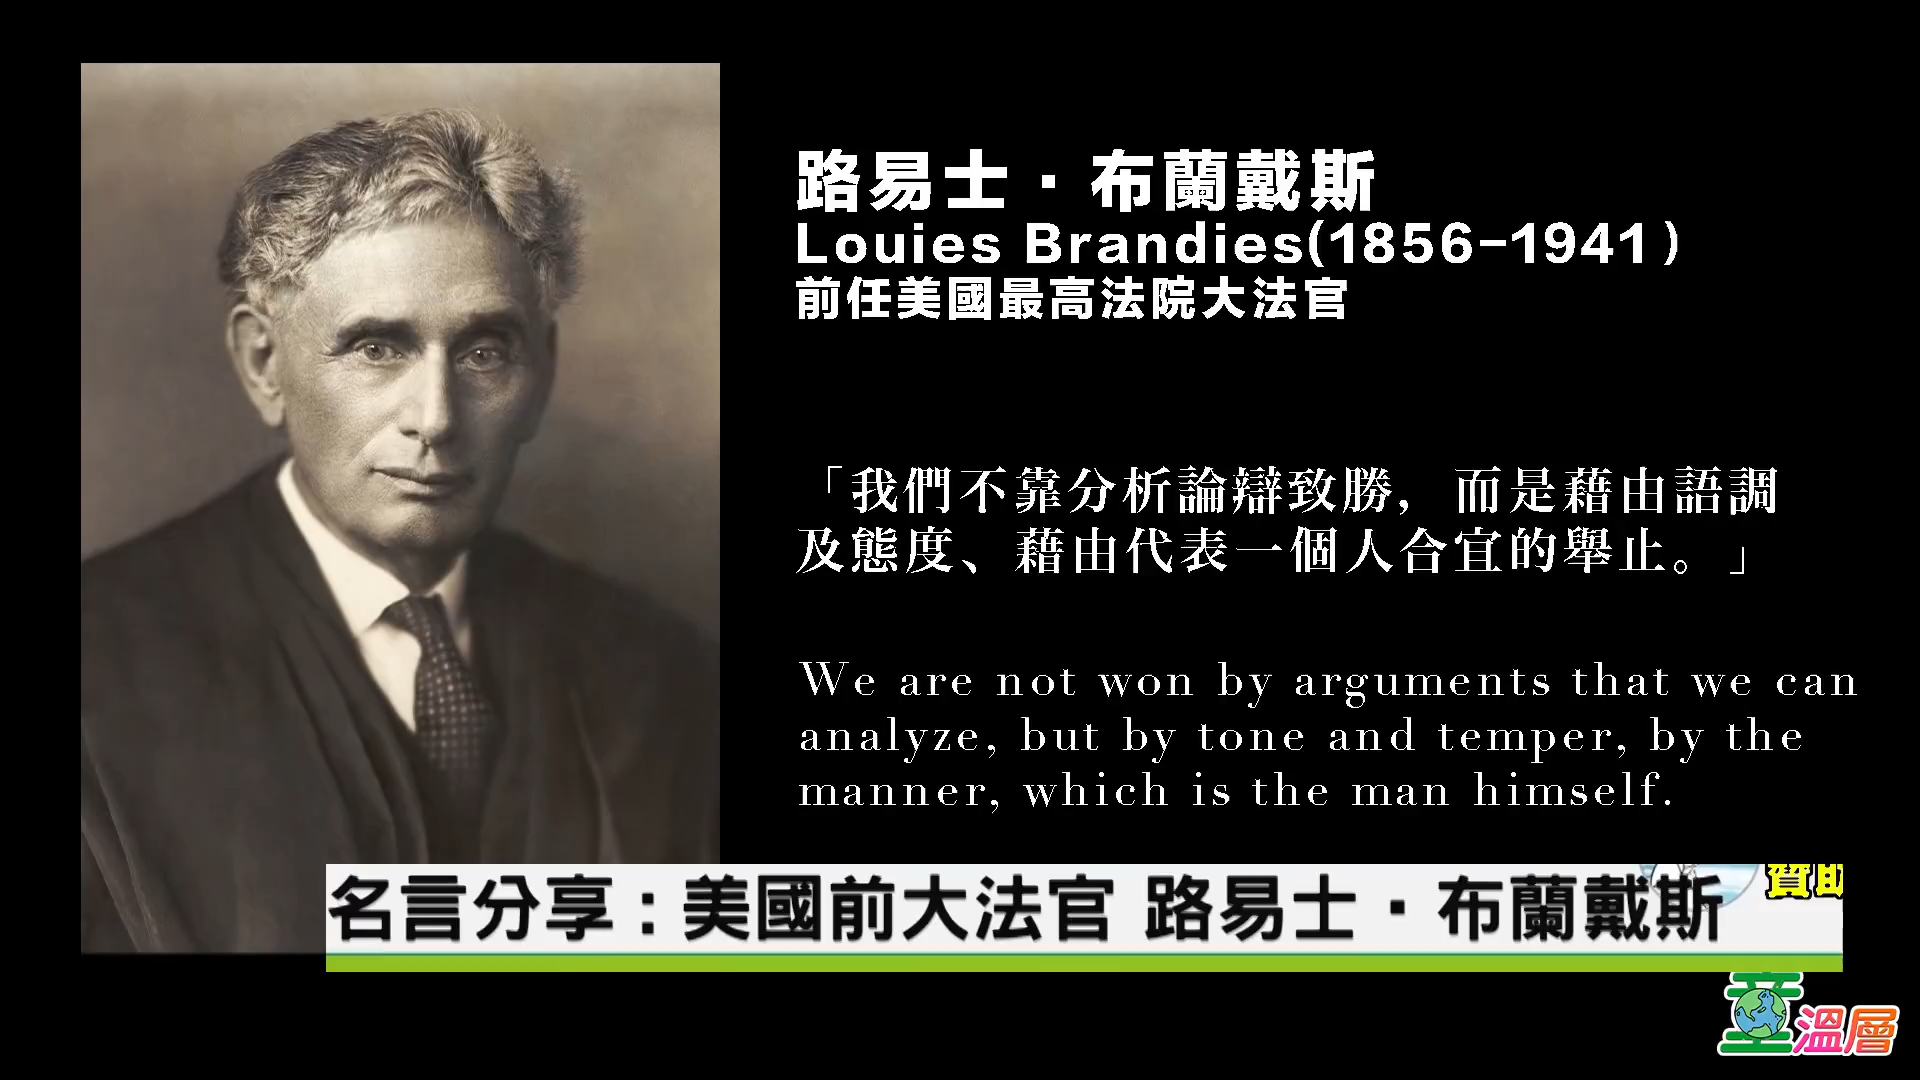 路易士·布蘭戴斯
Louies Brandies(1856-1941)
前任美國最高法院大法官
「我們不靠分析論辯致勝，而是藉由語調
及態度、藉由代表一個人合宜的舉止。」
We are not won by arguments that we can
analyze, but by tone and temper, by the
manner, which is the man himself.
名言分享：美國前大法官 路易士·布蘭戴斯
溫層